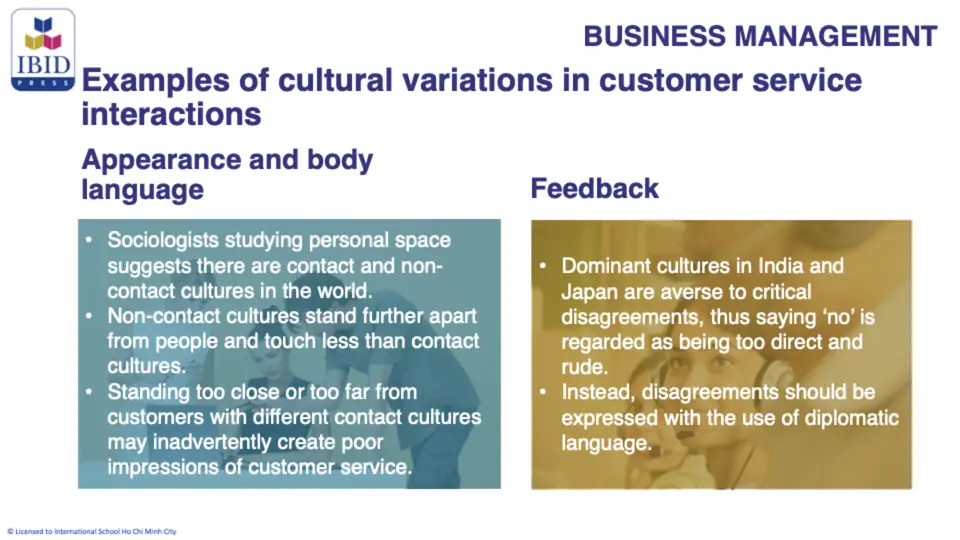 IBID
PRESS
BUSINESS MANAGEMENT
Examples of cultural variations in customer service
interactions
Appearance and body
language
• Sociologists studying personal space
suggests there are contact and non-
contact cultures in the world.
• Non-contact cultures stand further apart
from people and touch less than contact
cultures.
• Standing too close or too far from
customers with different contact cultures
may inadvertently create poor
impressions of customer service.
Feedback
• Dominant cultures in India and
Japan are averse to critical
disagreements, thus saying ‘no’ is
regarded as being too direct and
rude.
• Instead, disagreements should be
expressed with the use of diplomatic
language.
© Licensed to International School Ho Chi Minh City